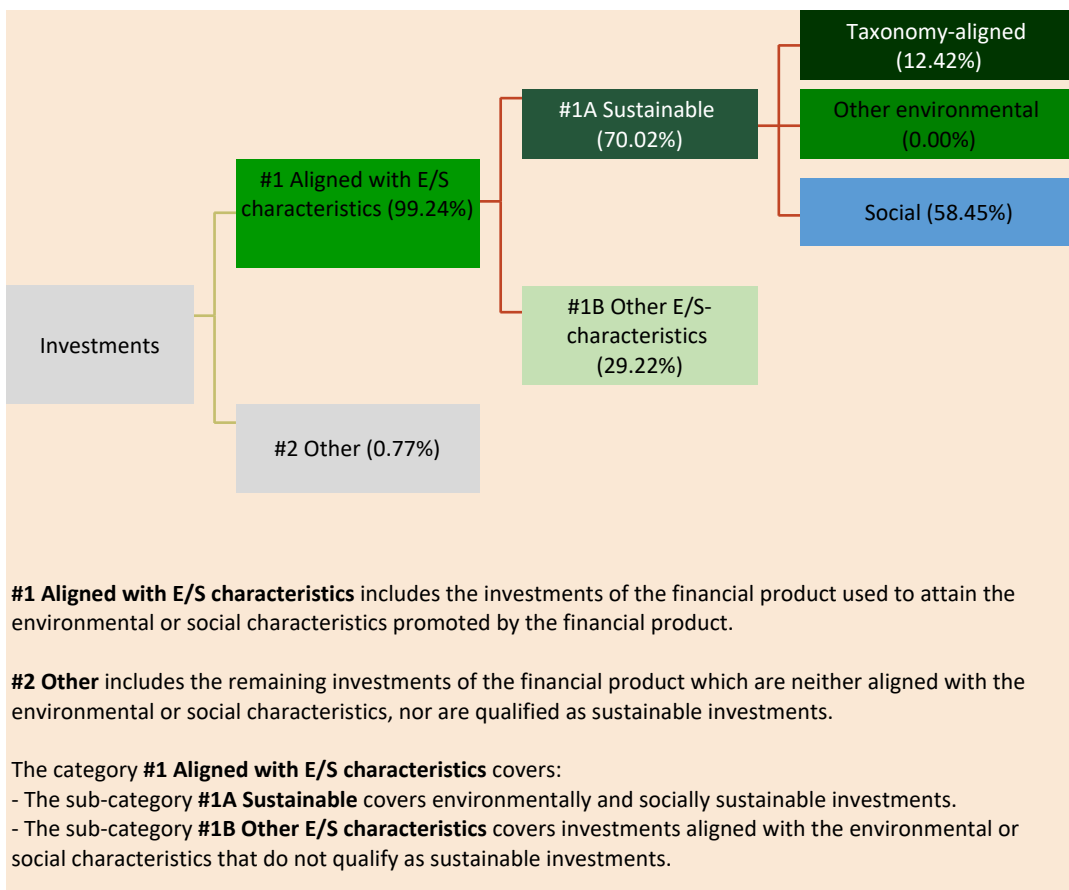 Taxonomy-aligned
(12.42%)
#1A Sustainable
(70.02%)
Other environmental
(0.00%)
#1 Aligned with E/S
characteristics (99.24%)
Social (58.45%)
Investments
#1B Other E/S-
characteristics
(29.22%)
#2 Other (0.77%)
#1 Aligned with E/S characteristics includes the investments of the financial product used to attain the
environmental or social characteristics promoted by the financial product.
#2 Other includes the remaining investments of the financial product which are neither aligned with the
environmental or social characteristics, nor are qualified as sustainable investments.
The category #1 Aligned with E/S characteristics covers:
- The sub-category #1A Sustainable covers environmentally and socially sustainable investments.
- The sub-category #1B Other E/S characteristics covers investments aligned with the environmental or
social characteristics that do not qualify as sustainable investments.